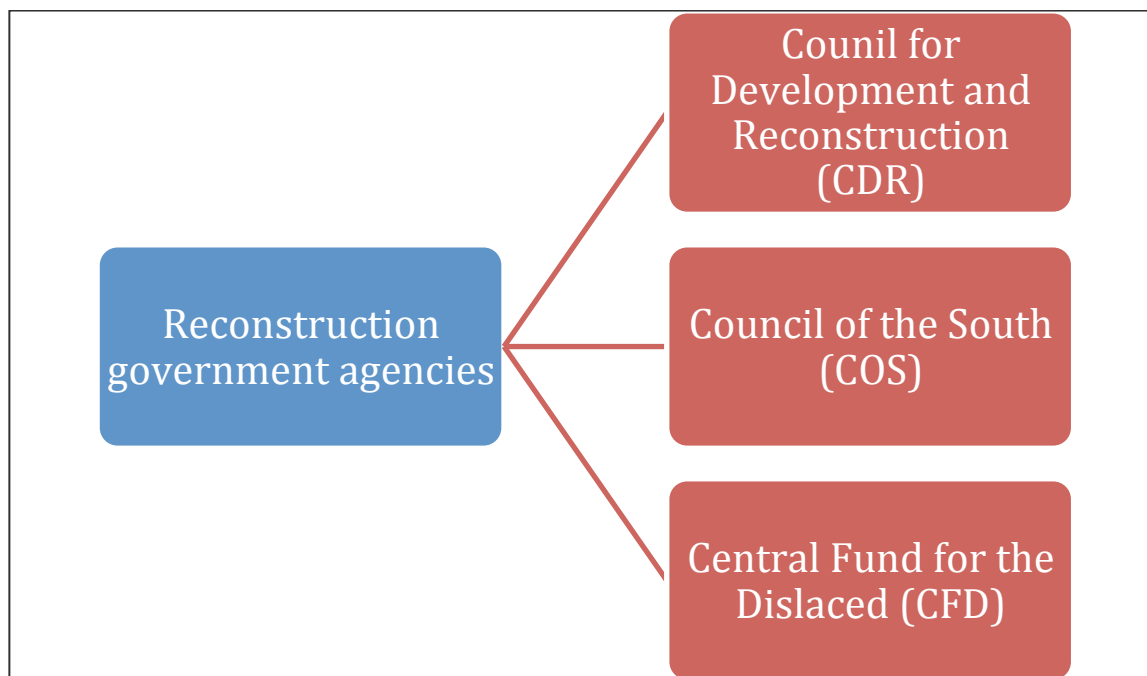 Reconstruction
government agencies
Counil for
Development and
Reconstruction
(CDR)
Council of the South
(COS)
Central Fund for the
Dislaced (CFD)